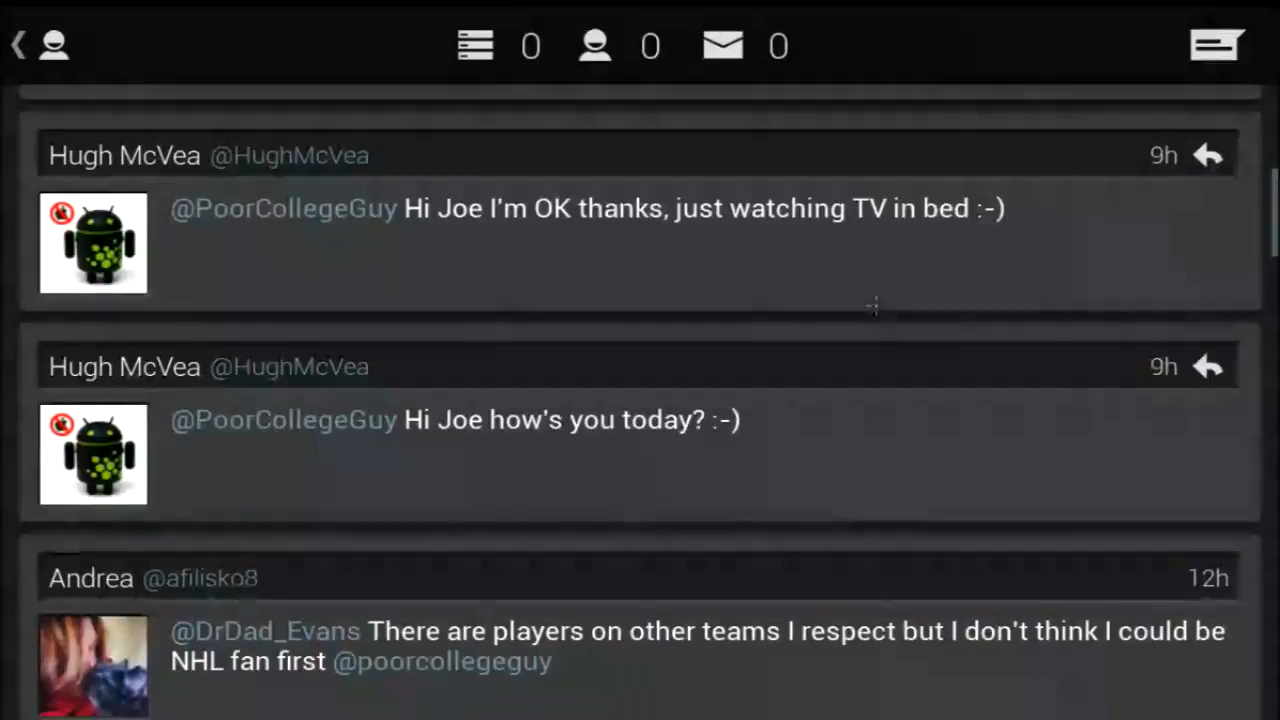 0 0 0
Hugh McVea @HughMcVea 9h
@PoorCollegeGuy Hi Joe I'm OK thanks, just watching TV in bed :-)
Hugh McVea @HughMcVea 9h
@PoorCollegeGuy Hi Joe how's you today? :-)
Andrea @afilisko8 12h
@DrDad_Evans There are players on other teams I respect but I don't think I could be
NHL fan first @poorcollegeguy